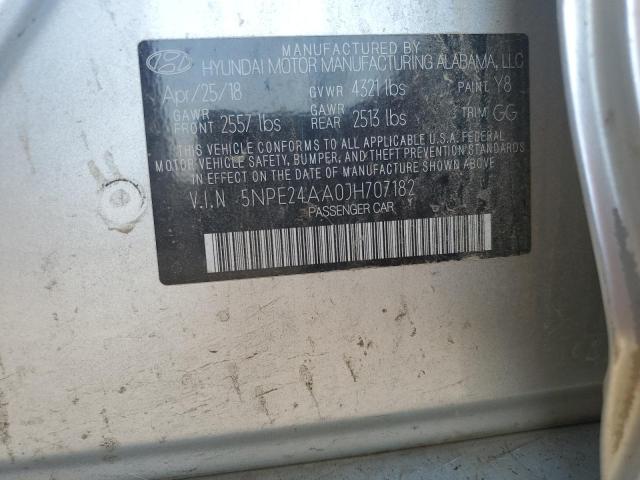 MANUFACTURED BY
HYUNDAI MOTOR MANUFACTURING ALABAMA, LLC
Apr/25/18 GVWR 4321 lbs PAINT Y8
GAWR FRONT 2557 lbs GAWR REAR 2513 lbs TRIM GG
THIS VEHICLE CONFORMS TO ALL APPLICABLE U.S.A. FEDERAL
MOTOR VEHICLE SAFETY, BUMPER, AND THEFT PREVENTION STANDARDS
IN EFFECT ON THE DATE OF MANUFACTURE SHOWN ABOVE.
V.I.N 5NPE24AA0JH707182
PASSENGER CAR